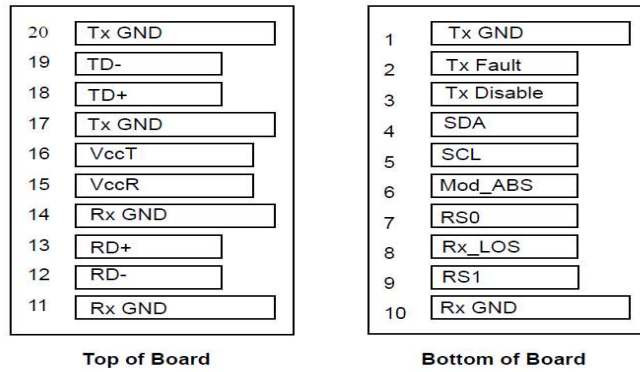 20 Tx GND
19 TD-
18 TD+
17 Tx GND
16 VccT
15 VccR
14 Rx GND
13 RD+
12 RD-
11 Rx GND
Top of Board
1 Tx GND
2 Tx Fault
3 Tx Disable
4 SDA
5 SCL
6 Mod_ABS
7 RS0
8 Rx_LOS
9 RS1
10 Rx GND
Bottom of Board